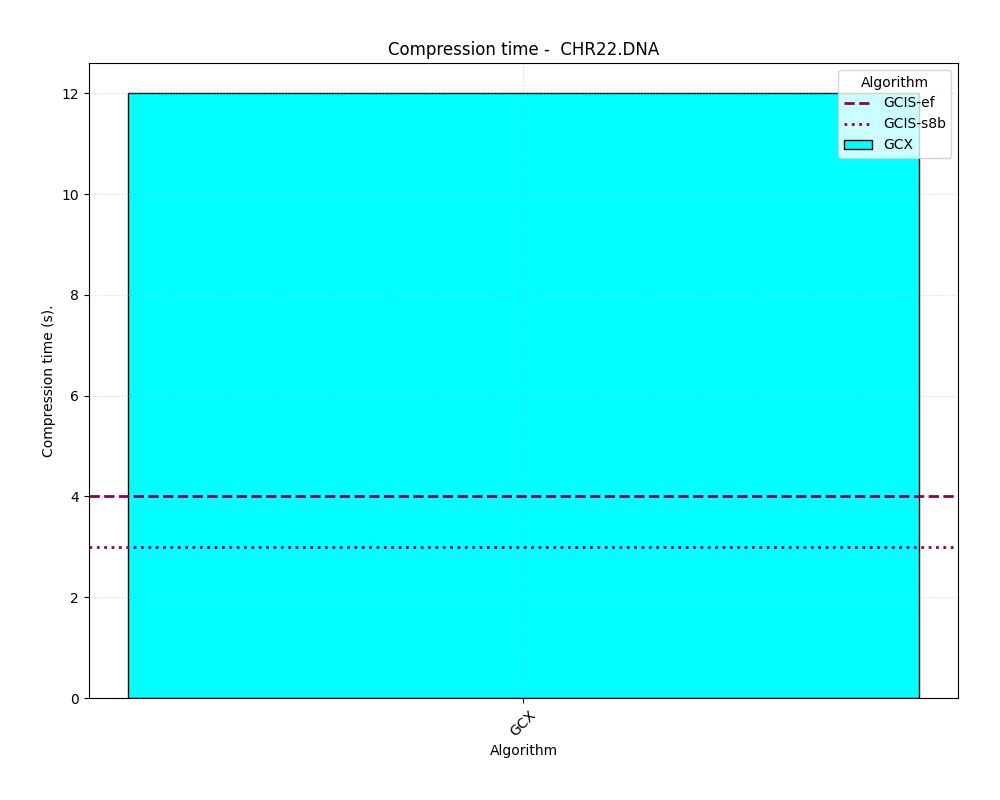 Compression time -  CHR22.DNA
Algorithm
GCIS-ef
GCIS-s8b
GCX
12
10
8
6
4
2
0
Compression time (s).
GCX
Algorithm